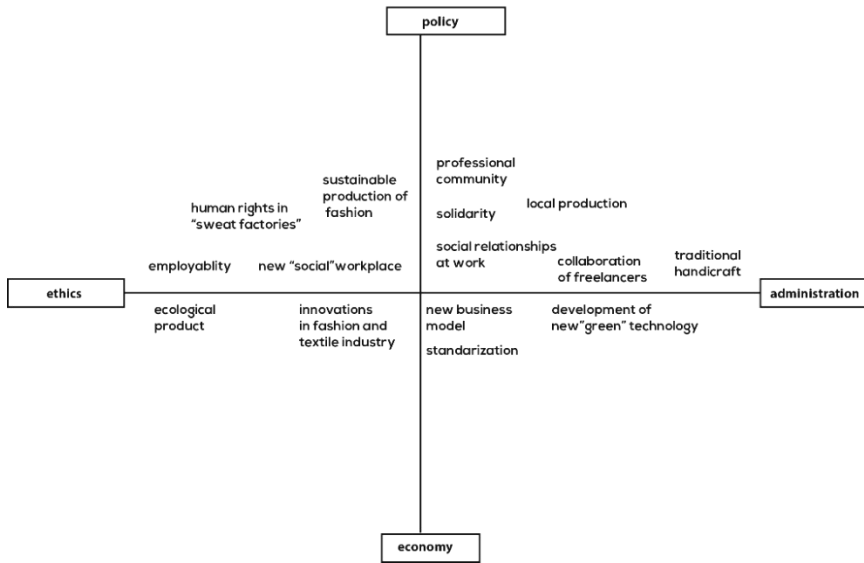 policy
professional
community
sustainable
production of
fashion
human rights in
“sweat factories”
solidarity
local production
social relationships
at work
employablity
new “social”workplace
collaboration
of freelancers
traditional
handicraft
ethics
administration
ecological
product
innovations
in fashion and
textile industry
new business
model
standarization
development of
new“green” technology
economy